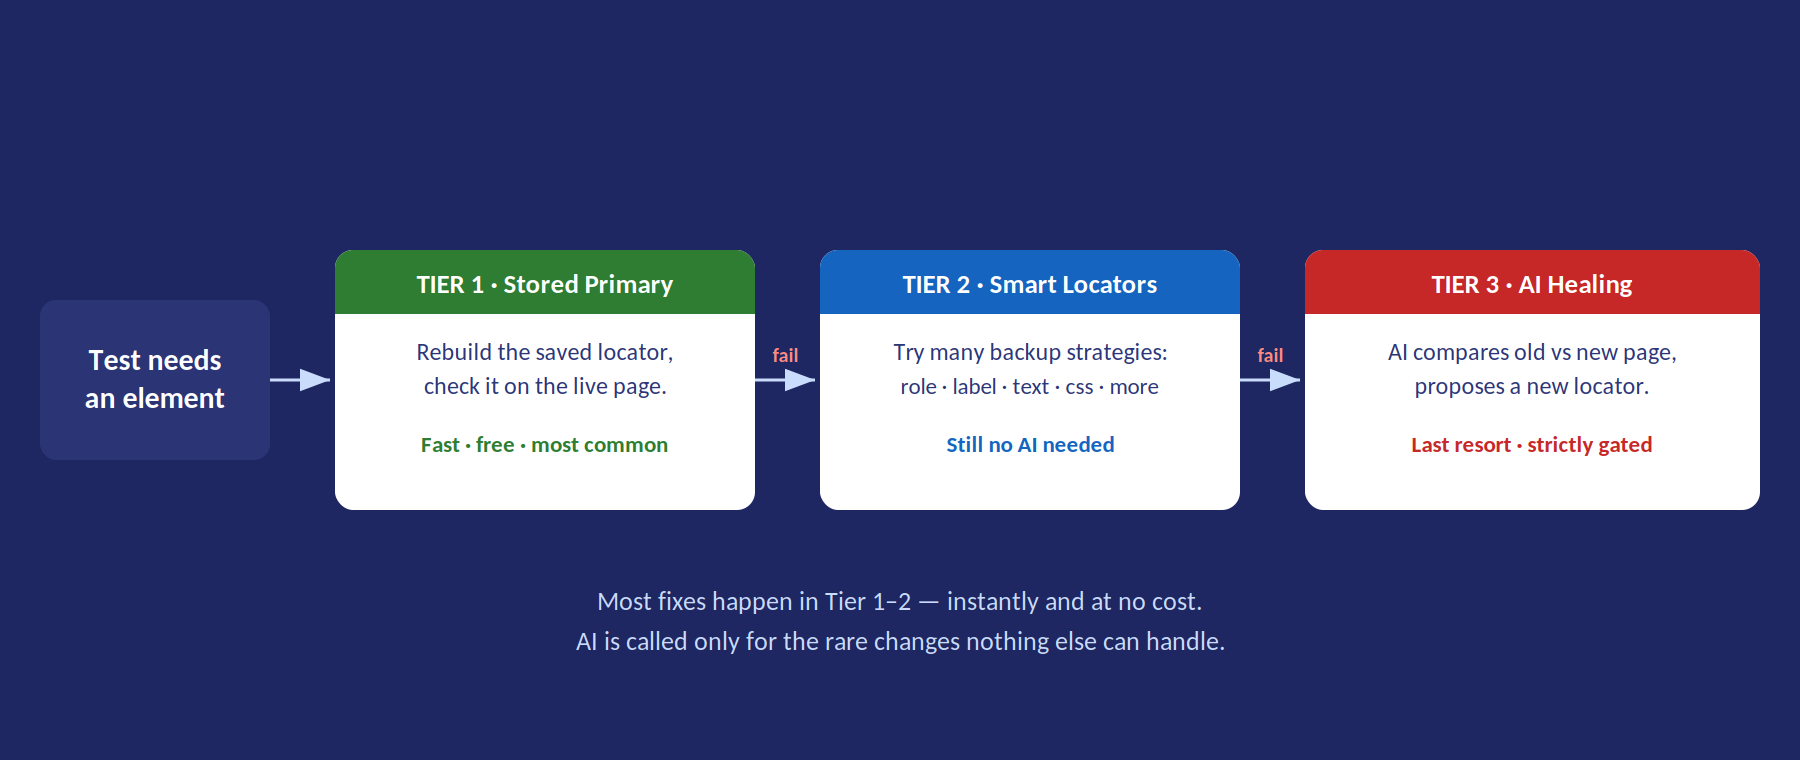 Test needs
an element
TIER 1 · Stored Primary
Rebuild the saved locator,
check it on the live page.
Fast · free · most common
fail
TIER 2 · Smart Locators
Try many backup strategies:
role · label · text · css · more
Still no AI needed
fail
TIER 3 · AI Healing
AI compares old vs new page,
proposes a new locator.
Last resort · strictly gated
Most fixes happen in Tier 1–2 — instantly and at no cost.
AI is called only for the rare changes nothing else can handle.